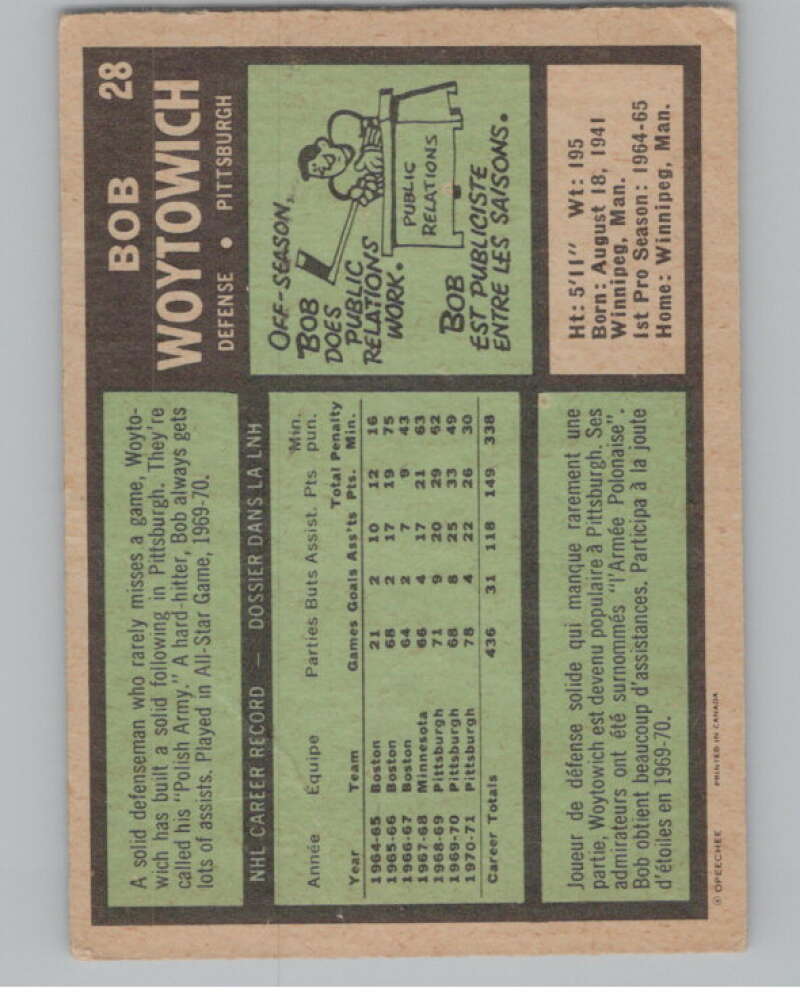 BOB 28
WOYTOWICH
DEFENSE • PITTSBURGH
A solid defenseman who rarely misses a game, Woyto-
wich has built a solid following in Pittsburgh. They're
called his "Polish Army." A hard-hitter, Bob always gets
lots of assists. Played in All-Star Game, 1969-70.
OFF-SEASON,
BOB
DOES
PUBLIC
RELATIONS
WORK.
PUBLIC
RELATIONS
BOB
EST PUBLICISTE
ENTRE LES SAISONS.
NHL CAREER RECORD — DOSSIER DANS LA LNH
Min.
Année Équipe Parties Buts Assist. Pts pun.
Total Penalty
Year Team Games Goals Ass'ts Pts. Min.
1964-65 Boston 21 2 10 12 16
1965-66 Boston 68 2 17 19 75
1966-67 Boston 64 2 7 9 43
1967-68 Minnesota 66 4 17 21 63
1968-69 Pittsburgh 71 9 20 29 62
1969-70 Pittsburgh 68 8 25 33 49
1970-71 Pittsburgh 78 4 22 26 30
Career Totals 436 31 118 149 338
Ht: 5'11" Wt: 195
Born: August 18, 1941
Winnipeg, Man.
1st Pro Season: 1964-65
Home: Winnipeg, Man.
Joueur de défense solide qui manque rarement une
partie, Woytowich est devenu populaire à Pittsburgh. Ses
admirateurs ont été surnommés "l'Armée Polonaise".
Bob obtient beaucoup d'assistances. Participa à la joute
d'étoiles en 1969-70.
© OPEECHEE PRINTED IN CANADA